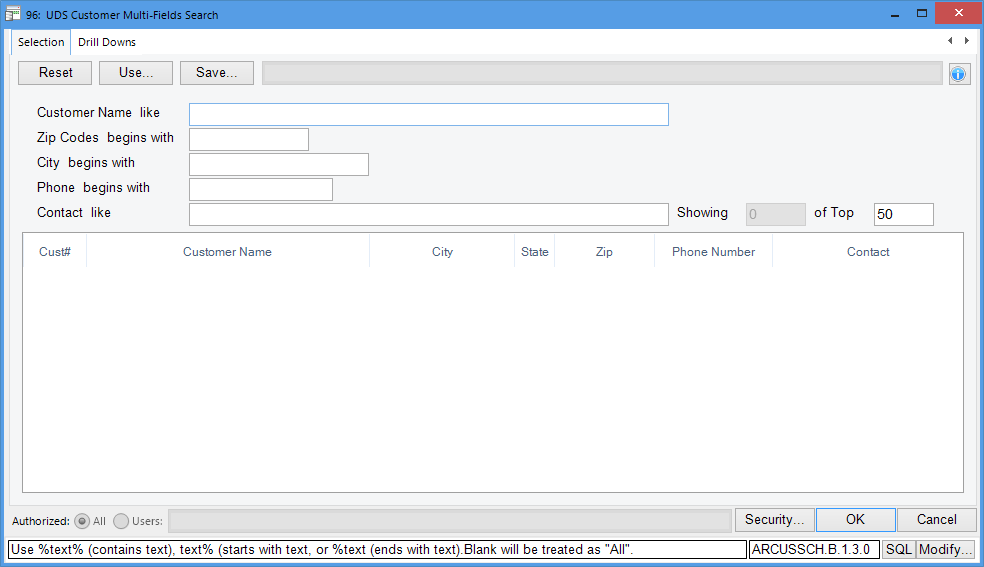 96: UDS Customer Multi-Fields Search
Selection Drill Downs
Reset Use... Save...
Customer Name like
Zip Codes begins with
City begins with
Phone begins with
Contact like Showing 0 of Top 50
Cust# Customer Name City State Zip Phone Number Contact
Authorized: All Users: Security... OK Cancel
Use %text% (contains text), text% (starts with text, or %text (ends with text).Blank will be treated as "All". ARCUSSCH.B.1.3.0 SQL Modify...